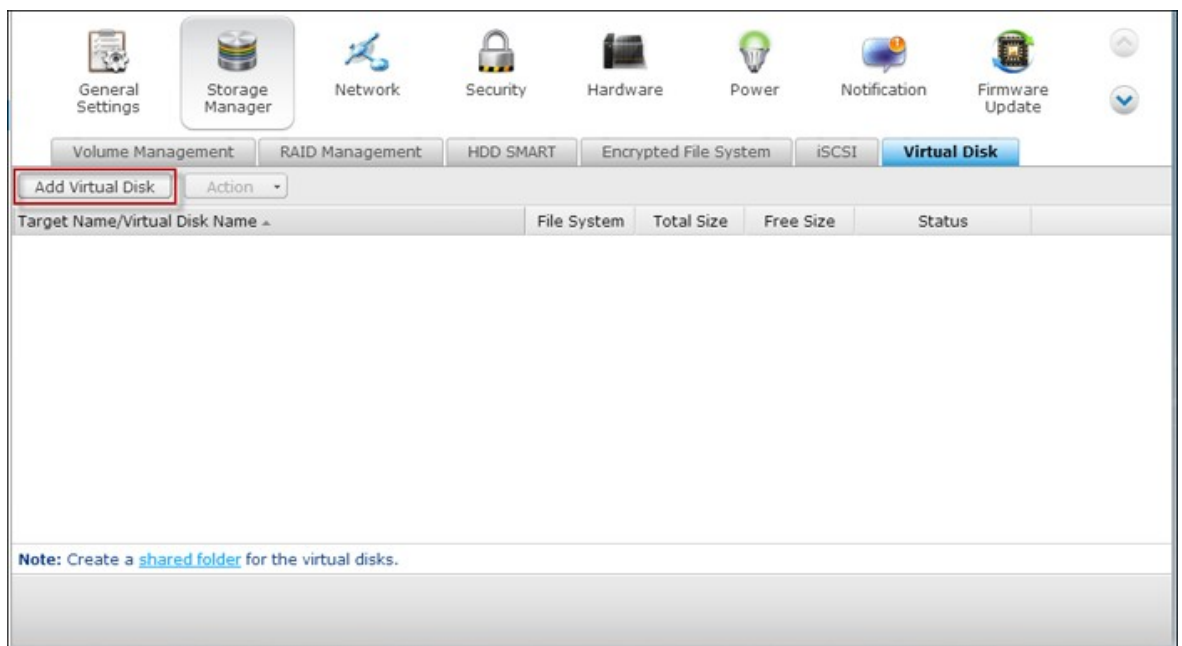 General Settings
Storage Manager
Network
Security
Hardware
Power
Notification
Firmware Update
Volume Management
RAID Management
HDD SMART
Encrypted File System
iSCSI
Virtual Disk
Add Virtual Disk
Action
Target Name/Virtual Disk Name
File System
Total Size
Free Size
Status
Note: Create a shared folder for the virtual disks.